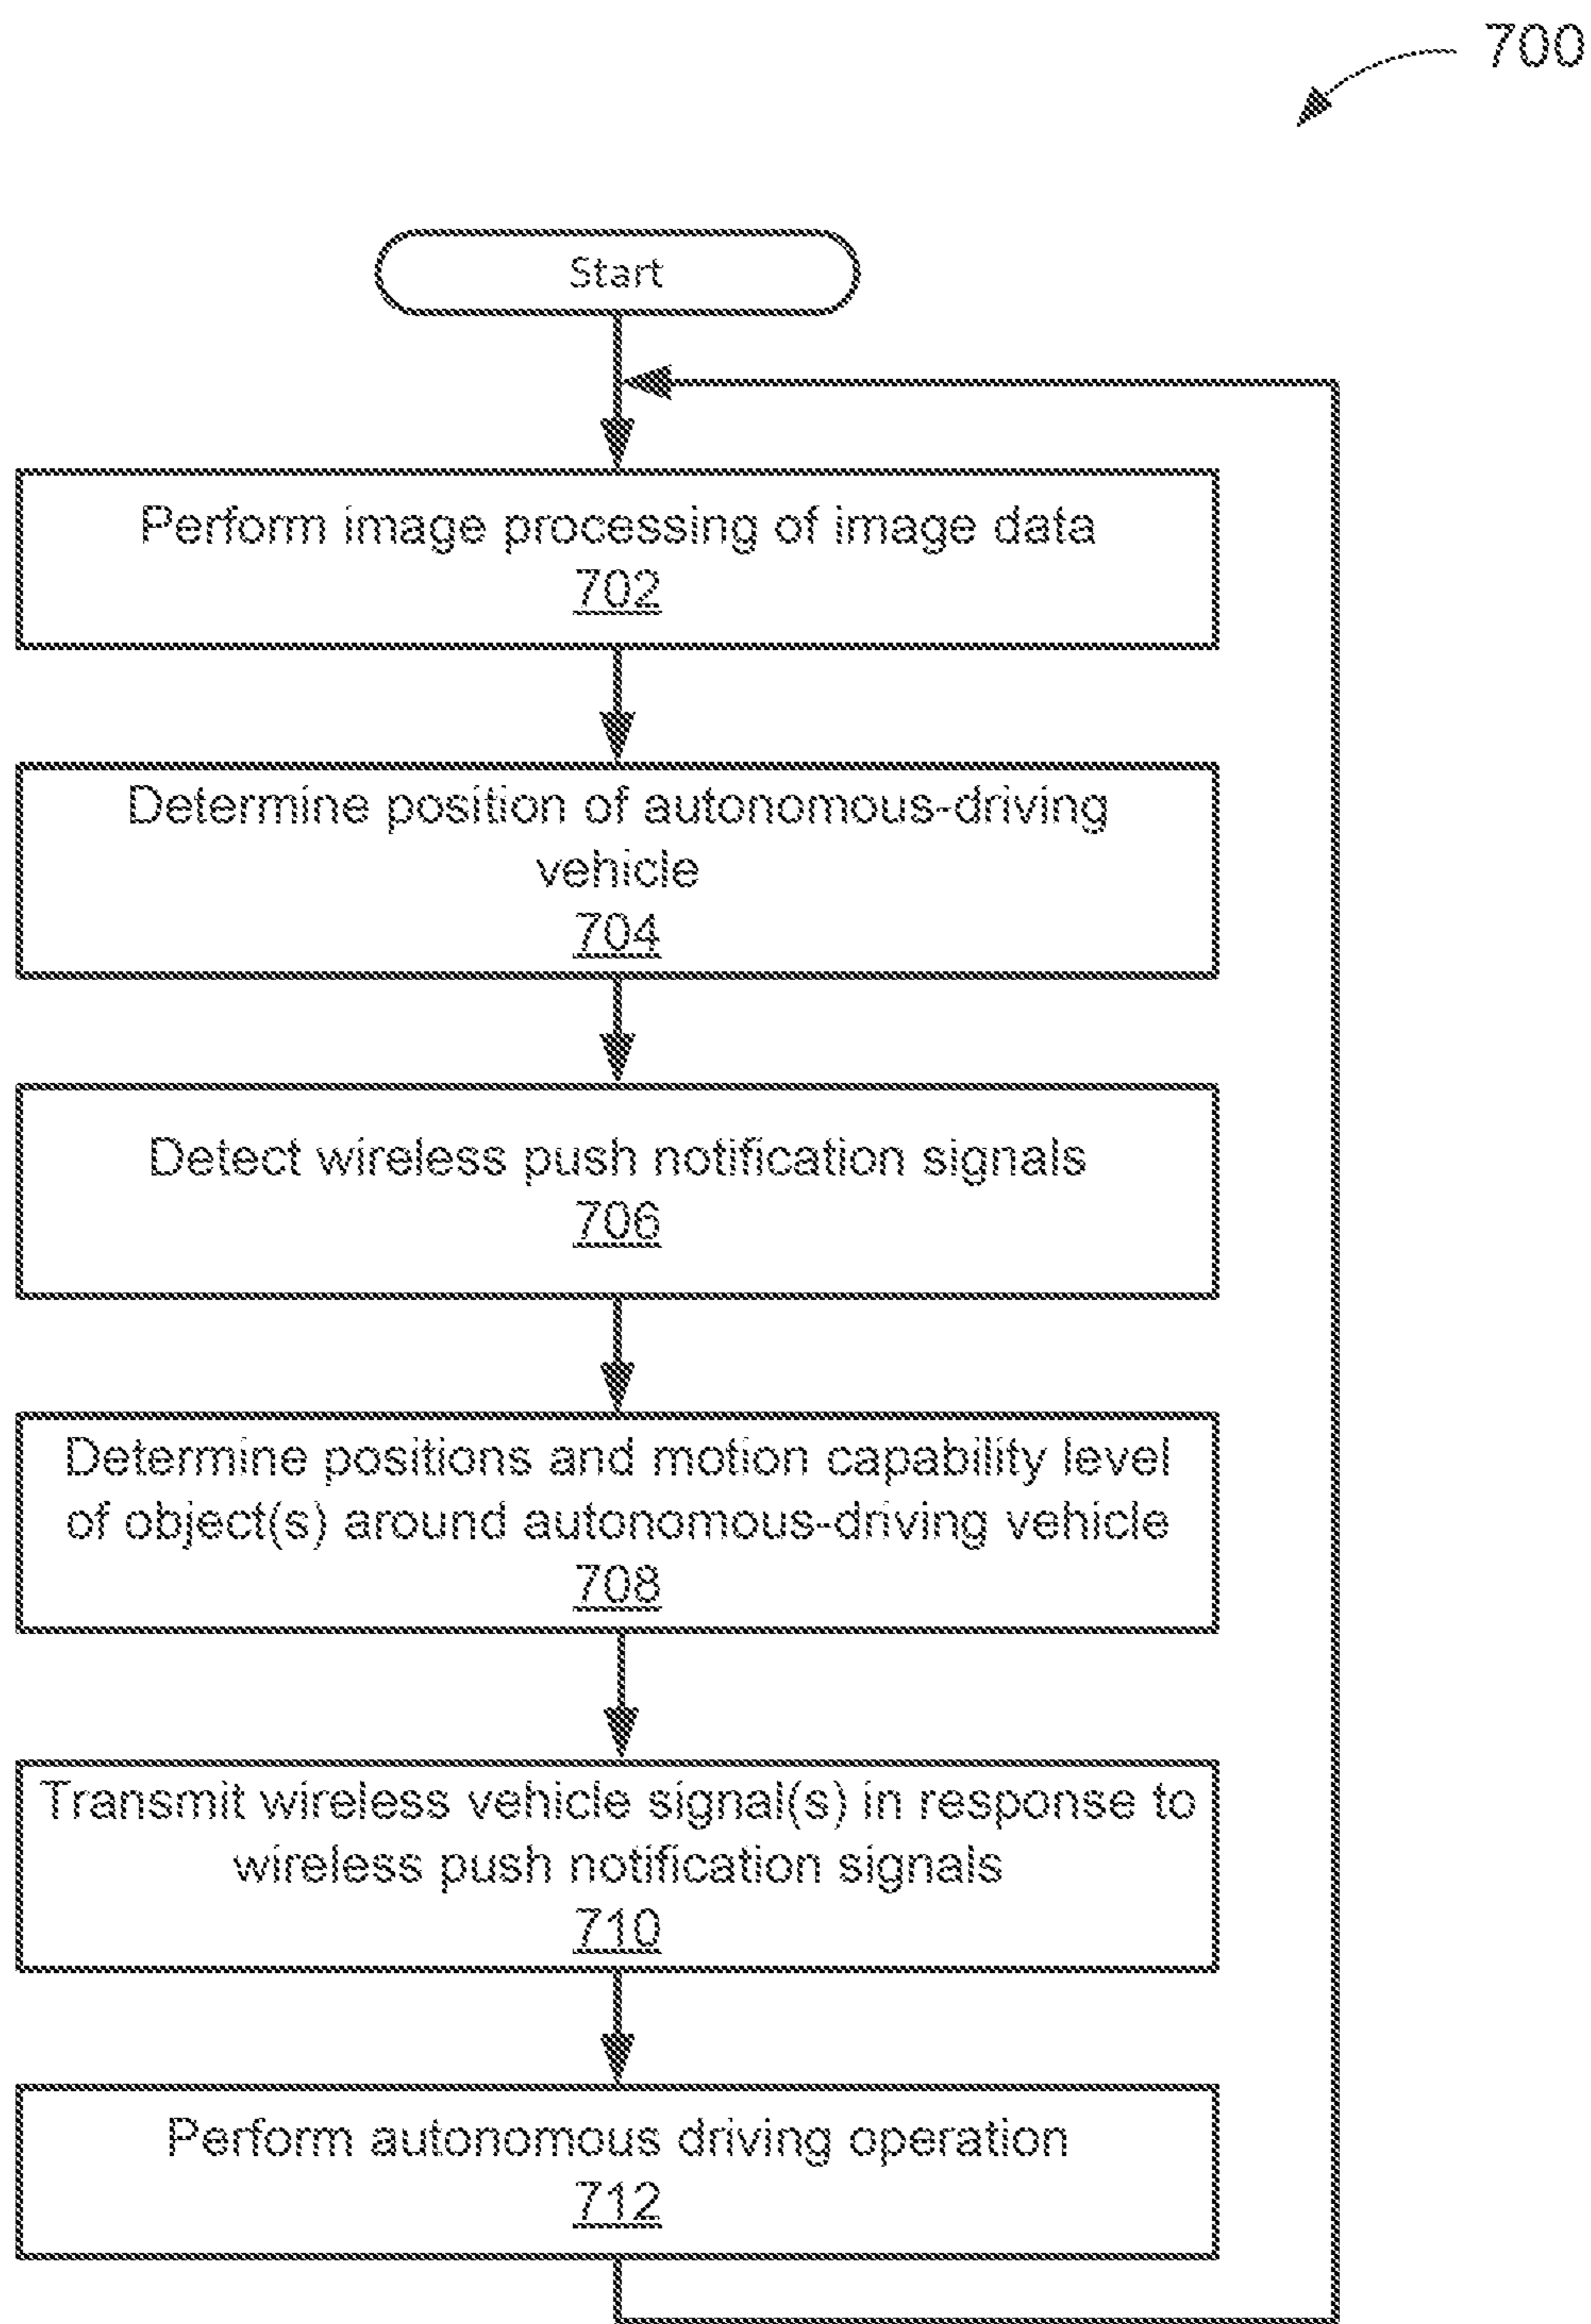 700
Start
Perform image processing of image data
702
Determine position of autonomous-driving
vehicle
704
Detect wireless push notification signals
706
Determine positions and motion capability level
of object(s) around autonomous-driving vehicle
708
Transmit wireless vehicle signal(s) in response to
wireless push notification signals
710
Perform autonomous driving operation
712